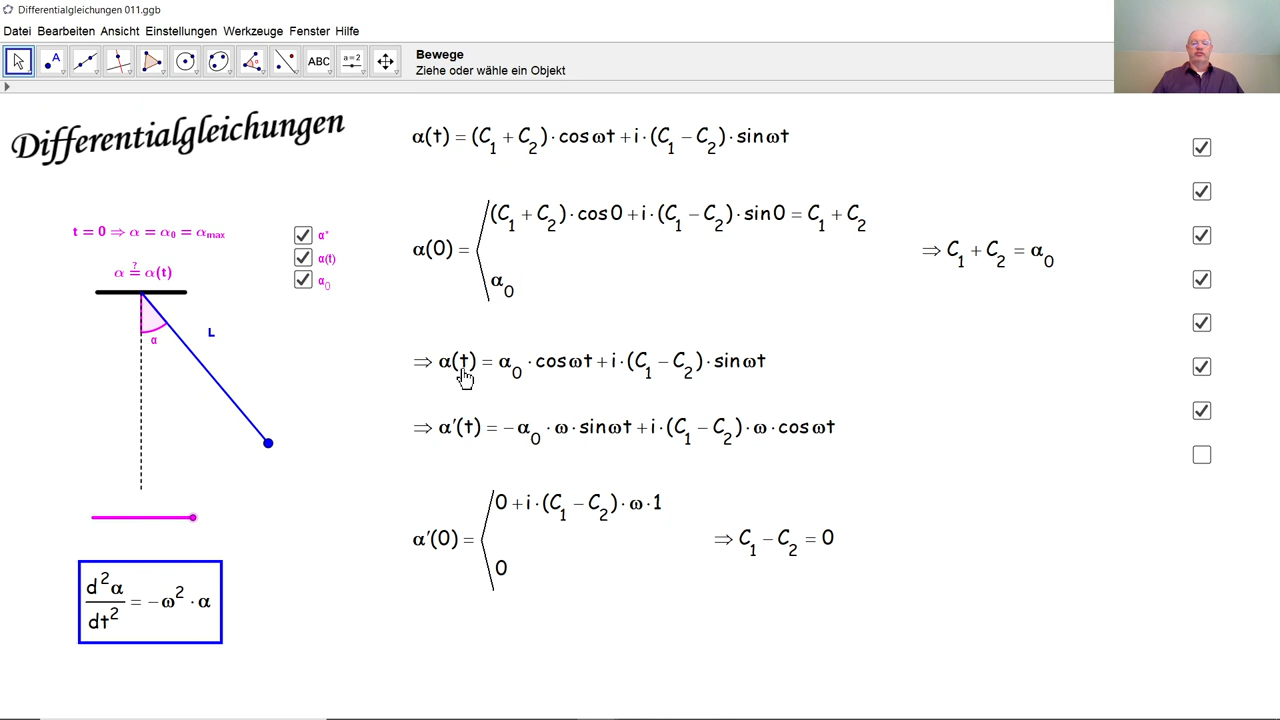 Differentialgleichungen 011.ggb
Datei Bearbeiten Ansicht Einstellungen Werkzeuge Fenster Hilfe
A ABC a=2
Bewege
Ziehe oder wähle ein Objekt
Differentialgleichungen
α(t) = (C₁ + C₂) · cos ωt + i · (C₁ − C₂) · sin ωt
t = 0 ⇒ α = α₀ = αmax
α*
α(t)
α₀
α ≟ α(t)
α
L
α(0) =
(C₁ + C₂) · cos 0 + i · (C₁ − C₂) · sin 0 = C₁ + C₂
α₀
⇒ C₁ + C₂ = α₀
⇒ α(t) = α₀ · cos ωt + i · (C₁ − C₂) · sin ωt
⇒ α′(t) = − α₀ · ω · sin ωt + i · (C₁ − C₂) · ω · cos ωt
α′(0) =
0 + i · (C₁ − C₂) · ω · 1
0
⇒ C₁ − C₂ = 0
d²α/dt² = − ω² · α